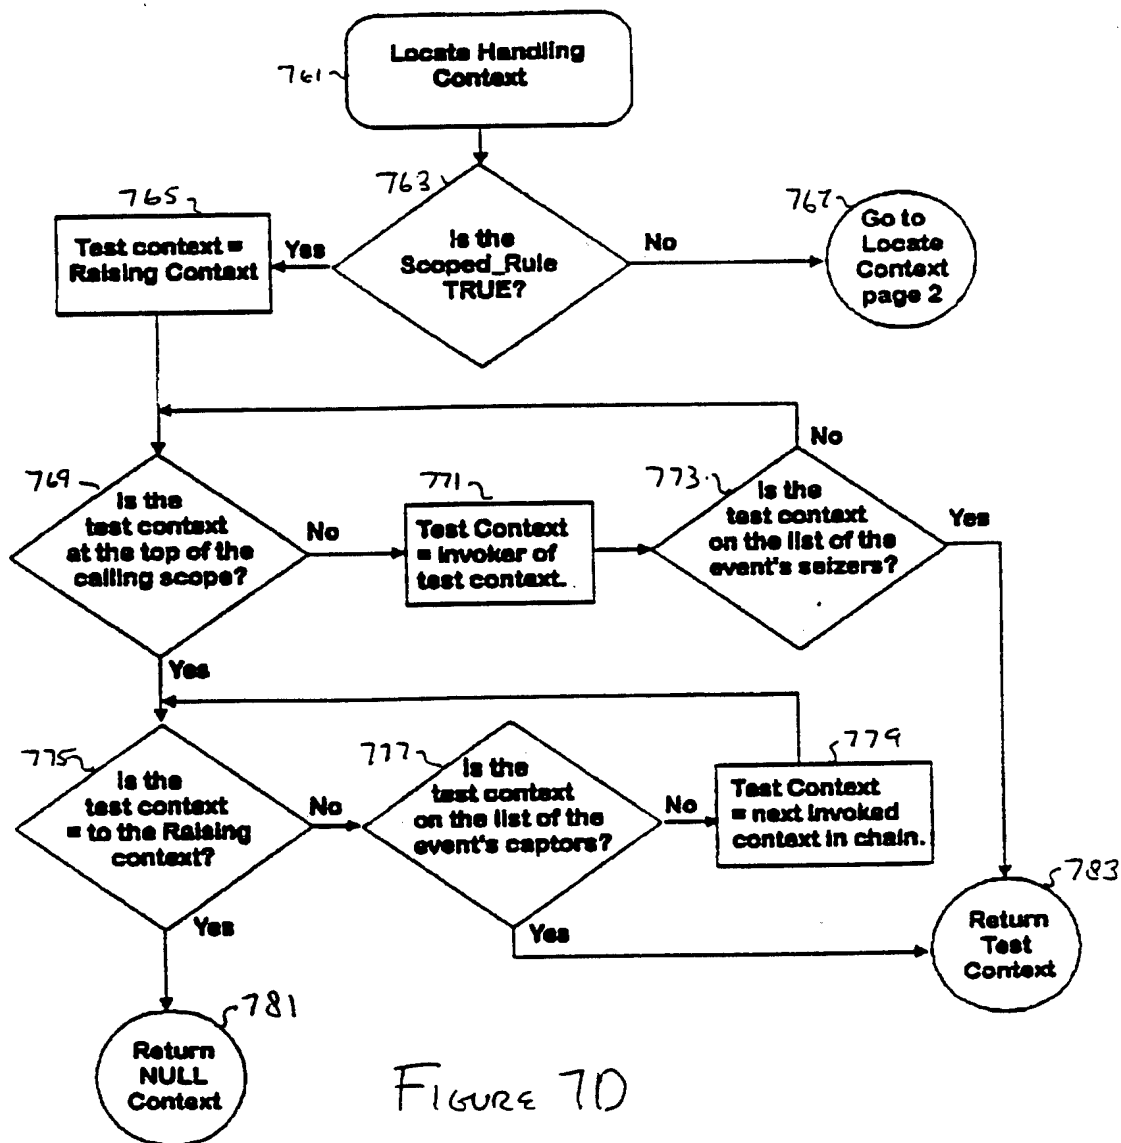 Locate Handling
Context
761
763
Is the
Scoped_Rule
TRUE?
Yes
No
765
Test context =
Raising Context
767
Go to
Locate
Context
page 2
769
Is the
test context
at the top of the
calling scope?
No
Yes
771
Test Context
= invoker of
test context.
773
Is the
test context
on the list of the
event's seizers?
No
Yes
775
Is the
test context
= to the Raising
context?
No
Yes
777
Is the
test context
on the list of the
event's captors?
No
Yes
779
Test Context
= next invoked
context in chain.
783
Return
Test
Context
781
Return
NULL
Context
FIGURE 7D